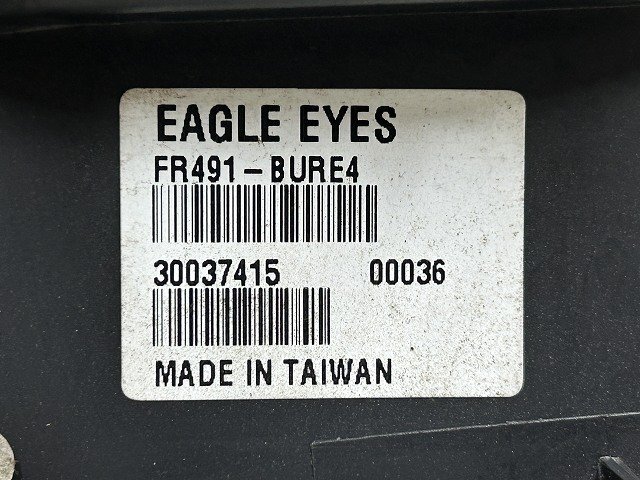 EAGLE EYES
FR491-BURE4
30037415 00036
MADE IN TAIWAN